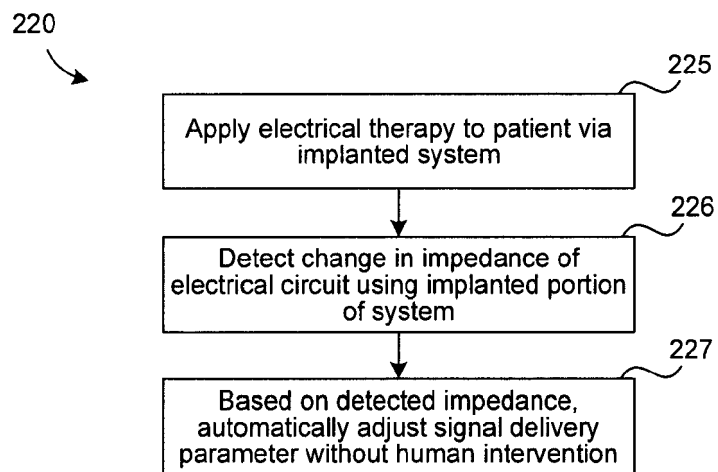 220
225
Apply electrical therapy to patient via
implanted system
226
Detect change in impedance of
electrical circuit using implanted portion
of system
227
Based on detected impedance,
automatically adjust signal delivery
parameter without human intervention